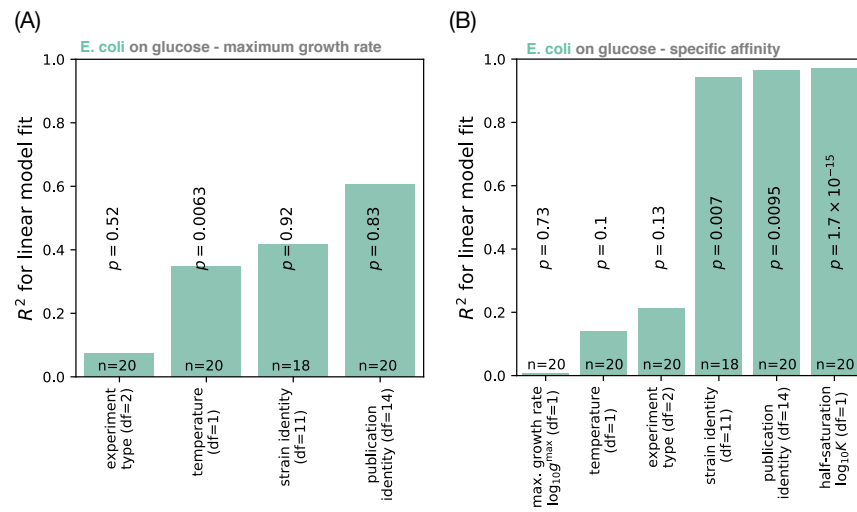 (A)
E. coli on glucose - maximum growth rate
R² for linear model fit
1.0
0.8
0.6
0.4
0.2
0.0
p = 0.52
p = 0.0063
p = 0.92
p = 0.83
n=20
n=20
n=18
n=20
experiment
type (df=2)
temperature
(df=1)
strain identity
(df=11)
publication
identity (df=14)
(B)
E. coli on glucose - specific affinity
R² for linear model fit
1.0
0.8
0.6
0.4
0.2
0.0
p = 0.73
p = 0.1
p = 0.13
p = 0.007
p = 0.0095
p = 1.7 × 10⁻¹⁵
n=20
n=20
n=20
n=18
n=20
n=20
max. growth rate
log₁₀gᵐᵃˣ (df=1)
temperature
(df=1)
experiment
type (df=2)
strain identity
(df=11)
publication
identity (df=14)
half-saturation
log₁₀K (df=1)